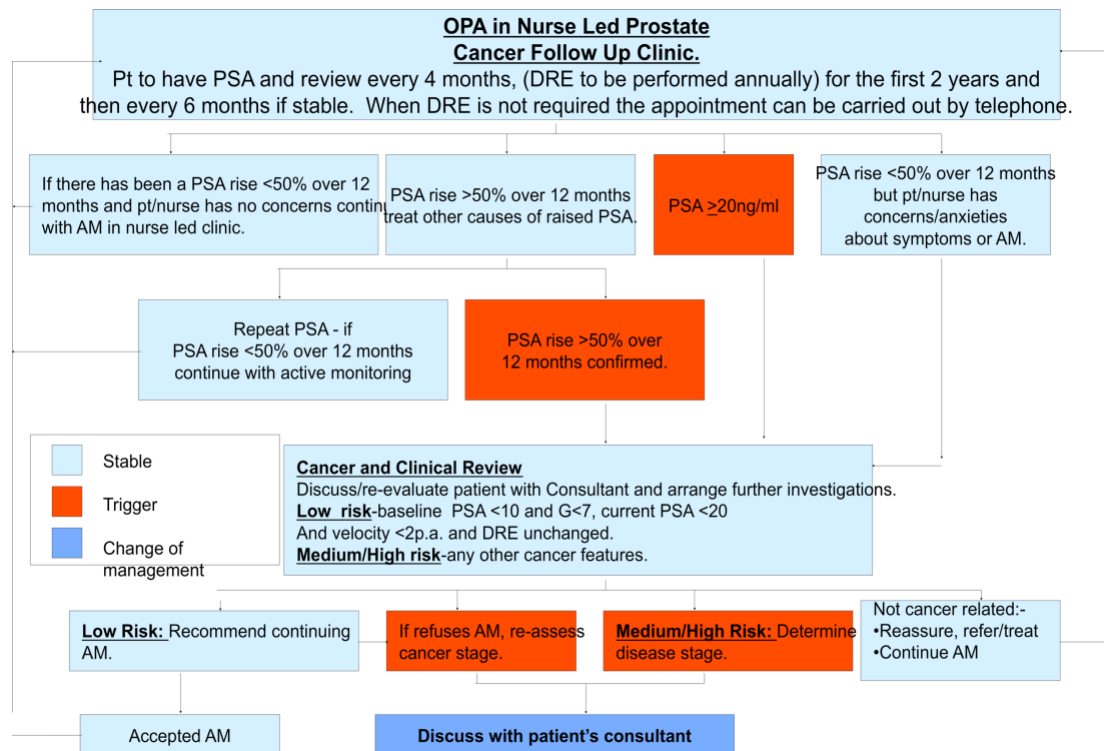 OPA in Nurse Led Prostate
Cancer Follow Up Clinic.
Pt to have PSA and review every 4 months, (DRE to be performed annually) for the first 2 years and
then every 6 months if stable. When DRE is not required the appointment can be carried out by telephone.
If there has been a PSA rise <50% over 12
months and pt/nurse has no concerns continu
with AM in nurse led clinic.
PSA rise >50% over 12 months
treat other causes of raised PSA.
PSA ≥20ng/ml
PSA rise <50% over 12 months
but pt/nurse has
concerns/anxieties
about symptoms or AM.
Repeat PSA - if
PSA rise <50% over 12 months
continue with active monitoring
PSA rise >50% over
12 months confirmed.
Stable
Trigger
Change of
management
Cancer and Clinical Review
Discuss/re-evaluate patient with Consultant and arrange further investigations.
Low risk-baseline PSA <10 and G<7, current PSA <20
And velocity <2p.a. and DRE unchanged.
Medium/High risk-any other cancer features.
Low Risk: Recommend continuing
AM.
If refuses AM, re-assess
cancer stage.
Medium/High Risk: Determine
disease stage.
Not cancer related:-
•Reassure, refer/treat
•Continue AM
Accepted AM
Discuss with patient's consultant